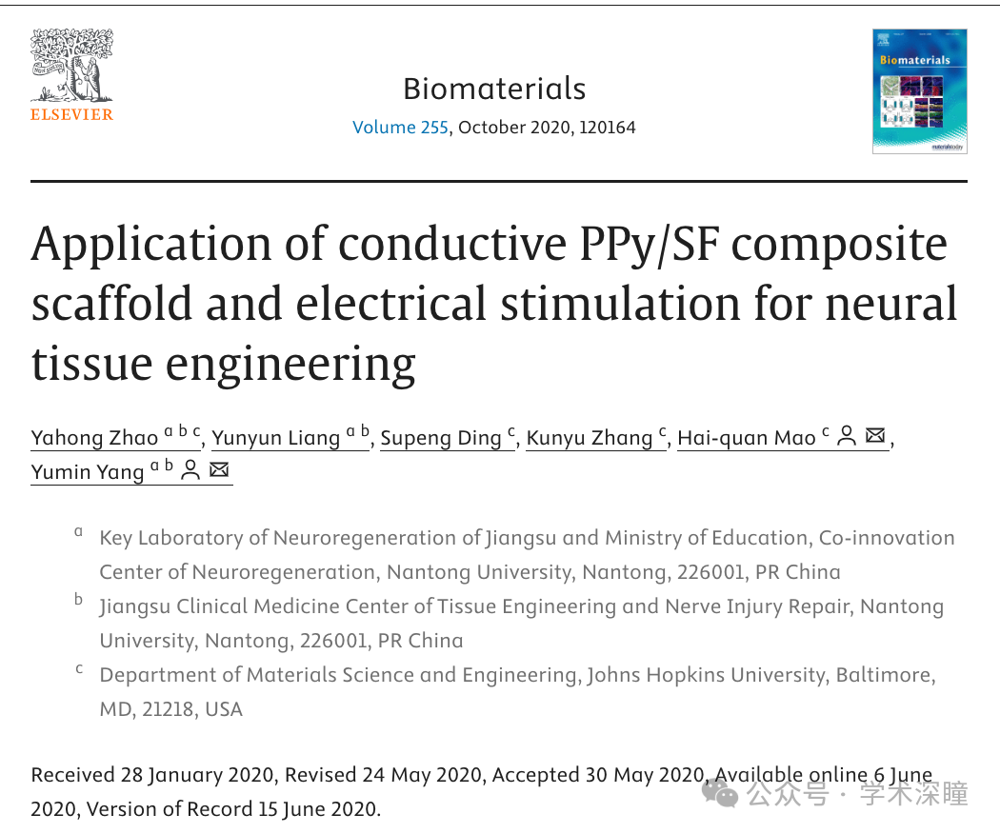 ELSEVIER
Biomaterials
Volume 255, October 2020, 120164
Biomaterials
materialstoday
Application of conductive PPy/SF composite
scaffold and electrical stimulation for neural
tissue engineering
Yahong Zhao a b c, Yunyun Liang a b, Supeng Ding c, Kunyu Zhang c, Hai-quan Mao c,
Yumin Yang a b
a Key Laboratory of Neuroregeneration of Jiangsu and Ministry of Education, Co-innovation
Center of Neuroregeneration, Nantong University, Nantong, 226001, PR China
b Jiangsu Clinical Medicine Center of Tissue Engineering and Nerve Injury Repair, Nantong
University, Nantong, 226001, PR China
c Department of Materials Science and Engineering, Johns Hopkins University, Baltimore,
MD, 21218, USA
Received 28 January 2020, Revised 24 May 2020, Accepted 30 May 2020, Available online 6 June
2020, Version of Record 15 June 2020.
公众号 · 学术深瞳